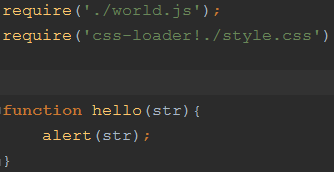 require('./world.js');
require('css-loader!./style.css')
function hello(str){
    alert(str);
}